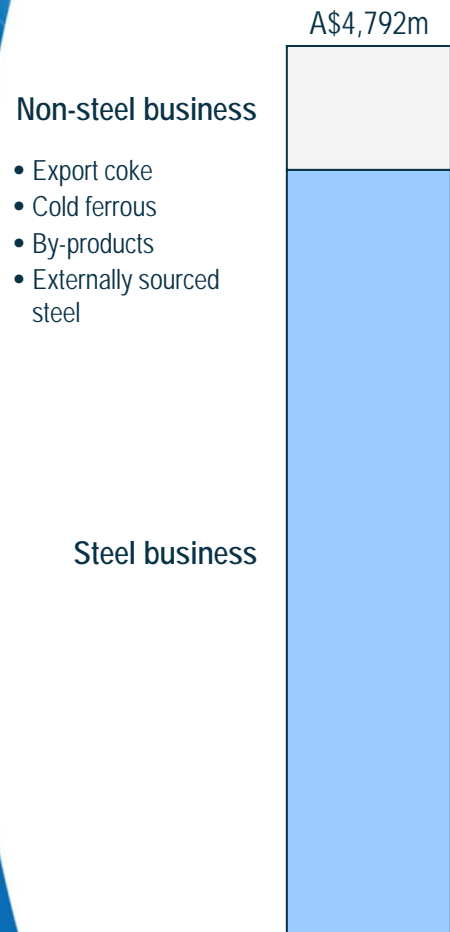 A$4,792m
Non-steel business
• Export coke
• Cold ferrous
• By-products
• Externally sourced
steel
Steel business